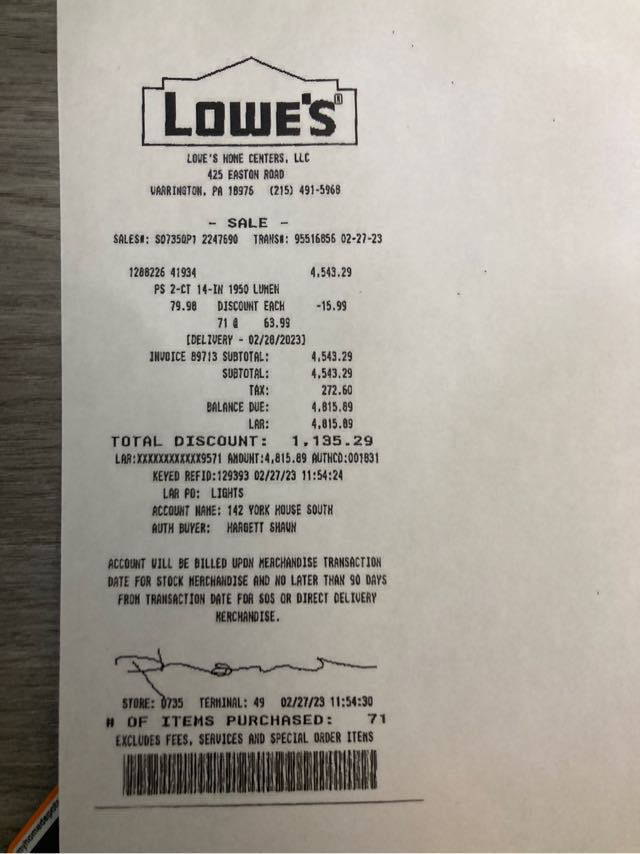 LOWE'S®
LOWE'S HOME CENTERS, LLC
425 EASTON ROAD
WARRINGTON, PA 18976 (215) 491-5968
- SALE -
SALES#: SO735QP1 2247690 TRANS#: 95516856 02-27-23
1288226 41934 4,543.29
PS 2-CT 14-IN 1950 LUMEN
79.98 DISCOUNT EACH -15.99
71 @ 63.99
[DELIVERY - 02/28/2023]
INVOICE 89713 SUBTOTAL: 4,543.29
SUBTOTAL: 4,543.29
TAX: 272.60
BALANCE DUE: 4,815.89
LAR: 4,815.89
TOTAL DISCOUNT: 1,135.29
LAR:XXXXXXXXXXXX9571 AMOUNT:4,815.89 AUTHCD:001831
KEYED REFID:129393 02/27/23 11:54:24
LAR PO: LIGHTS
ACCOUNT NAME: 142 YORK HOUSE SOUTH
AUTH BUYER: HARGETT SHAUN
ACCOUNT WILL BE BILLED UPON MERCHANDISE TRANSACTION
DATE FOR STOCK MERCHANDISE AND NO LATER THAN 90 DAYS
FROM TRANSACTION DATE FOR SOS OR DIRECT DELIVERY
MERCHANDISE.
STORE: 0735 TERMINAL: 49 02/27/23 11:54:30
# OF ITEMS PURCHASED: 71
EXCLUDES FEES, SERVICES AND SPECIAL ORDER ITEMS